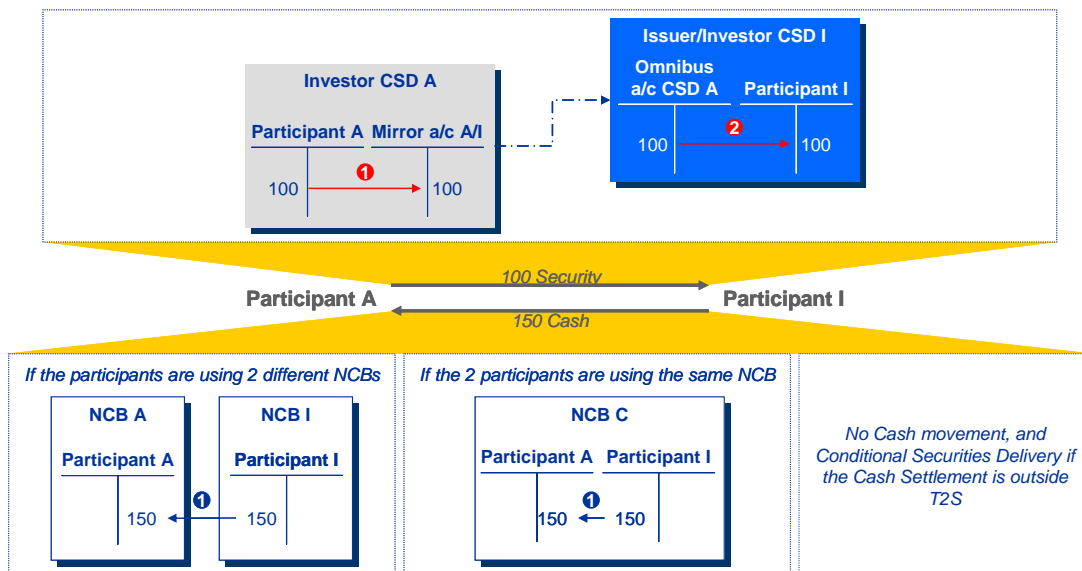 Issuer/Investor CSD I
Omnibus
a/c CSD A
Participant I
100
2
100
Investor CSD A
Participant A
Mirror a/c A/I
1
100
100
100 Security
Participant A
Participant I
150 Cash
If the participants are using 2 different NCBs
NCB A
NCB I
Participant A
Participant I
1
150
150
If the 2 participants are using the same NCB
NCB C
Participant A
Participant I
1
150
150
No Cash movement, and
Conditional Securities Delivery if
the Cash Settlement is outside
T2S